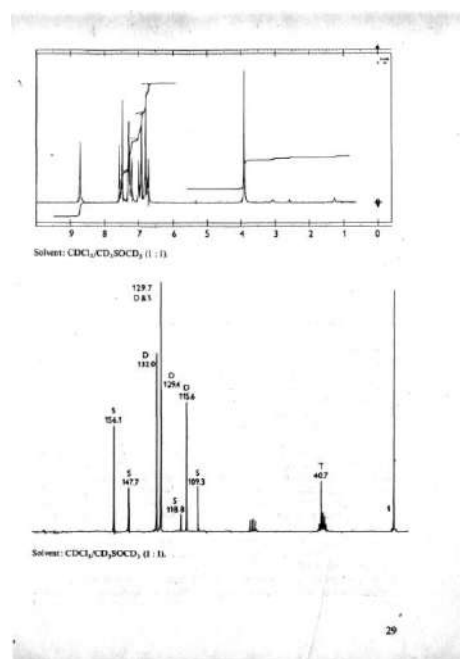 9 8 7 6 5 4 3 2 1 0
Solvent: CDCl₃/CD₃SOCD₃ (1 : 1).
129.7
D & S
D
132.0
D
129.4
D
115.6
S
154.1
S
147.7
S
118.8
S
109.3
T
40.7
Solvent: CDCl₃/CD₃SOCD₃ (1 : 1).
29